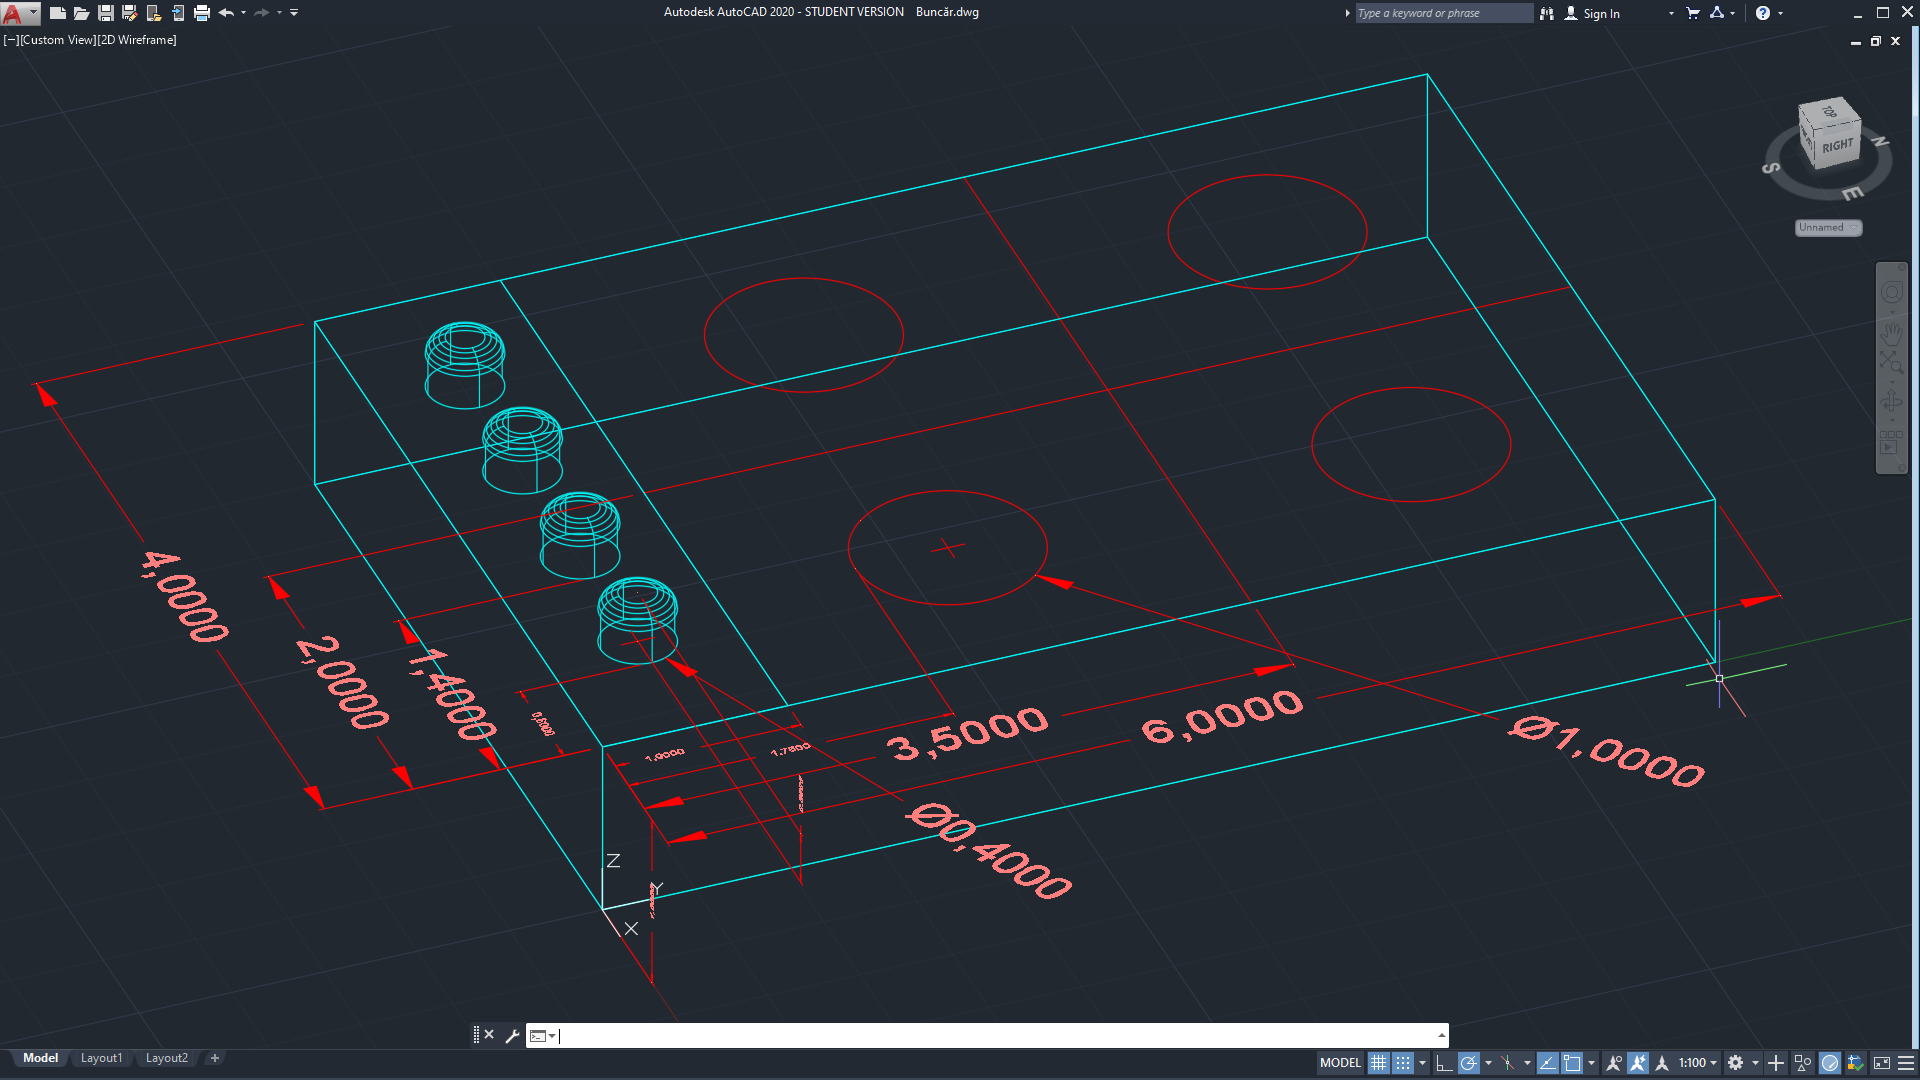 Autodesk AutoCAD 2020 - STUDENT VERSION Buncăr.dwg
Type a keyword or phrase
Sign In
[−][Custom View][2D Wireframe]
TOP
RIGHT
S
N
E
Unnamed
4,0000
2,0000
1,4000
1,0000
1,7500
3,5000
6,0000
Ø1,0000
Ø0,4000
Z
Y
X
Model
Layout1
Layout2
MODEL
1:100